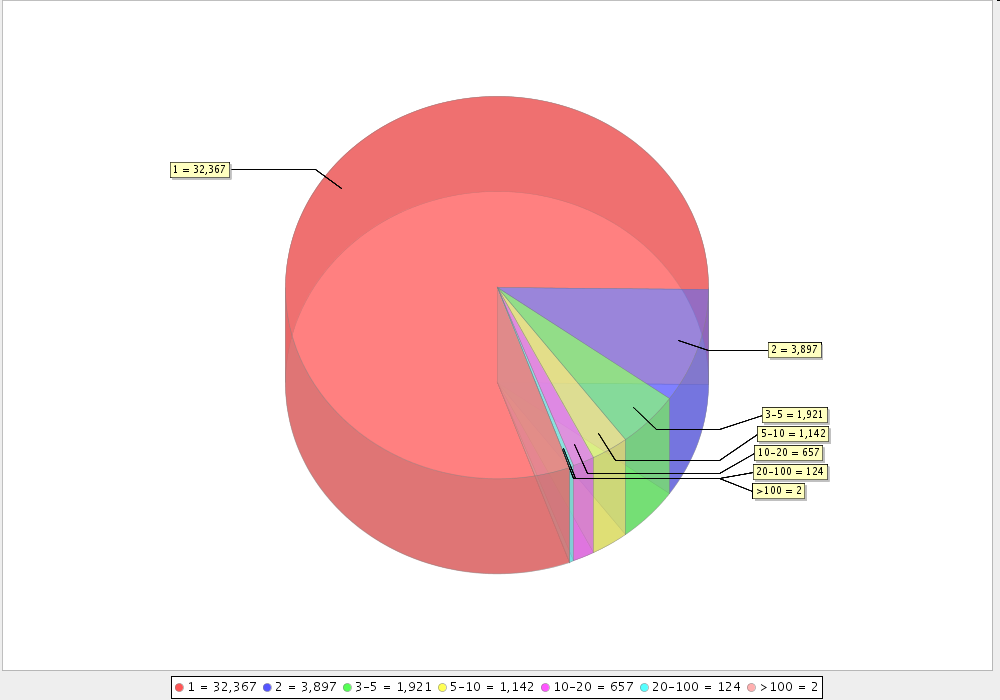 1 = 32,367
2 = 3,897
3-5 = 1,921
5-10 = 1,142
10-20 = 657
20-100 = 124
>100 = 2
1 = 32,367 2 = 3,897 3-5 = 1,921 5-10 = 1,142 10-20 = 657 20-100 = 124 >100 = 2